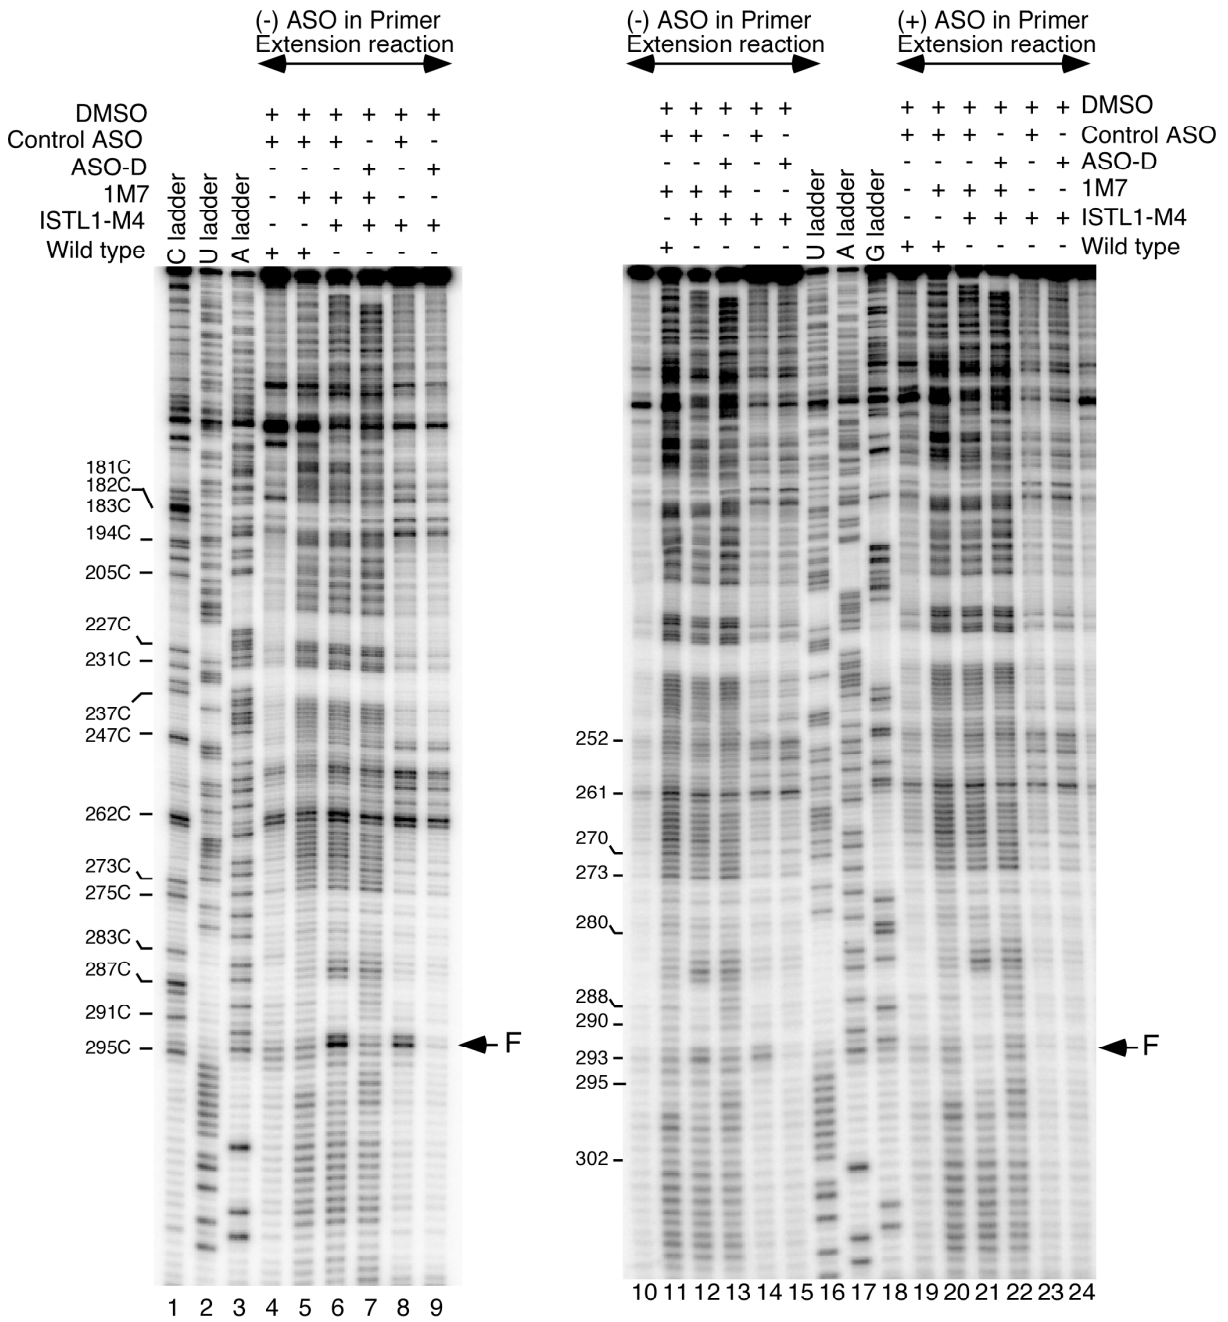 (-) ASO in Primer
Extension reaction
(-) ASO in Primer
Extension reaction
(+) ASO in Primer
Extension reaction
DMSO + + + + + +
Control ASO + + + - + -
ASO-D - - - + - +
1M7 - + + + - -
ISTL1-M4 - - + + + +
Wild type + + - - - -
C ladder
U ladder
A ladder
+ + + + +
+ + - + -
- - + - +
+ + + - -
- + + + +
+ - - - -
U ladder
A ladder
G ladder
+ + + + + + DMSO
+ + + - + - Control ASO
- - - + - + ASO-D
- + + + - - 1M7
- - + + + + ISTL1-M4
+ + - - - - Wild type
181C
182C
183C
194C
205C
227C
231C
237C
247C
262C
273C
275C
283C
287C
291C
295C
F
252
261
270
273
280
288
290
293
295
302
F
1 2 3 4 5 6 7 8 9
10 11 12 13 14 15 16 17 18 19 20 21 22 23 24